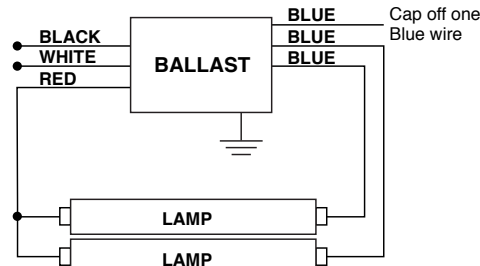 BLUE
Cap off one
Blue wire
BLACK
BLUE
WHITE
BALLAST
BLUE
RED
LAMP
LAMP